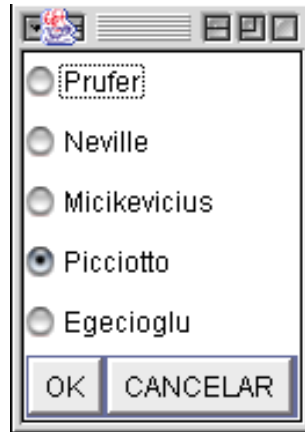 Prufer
Neville
Micikevicius
Picciotto
Egecioglu
OK CANCELAR